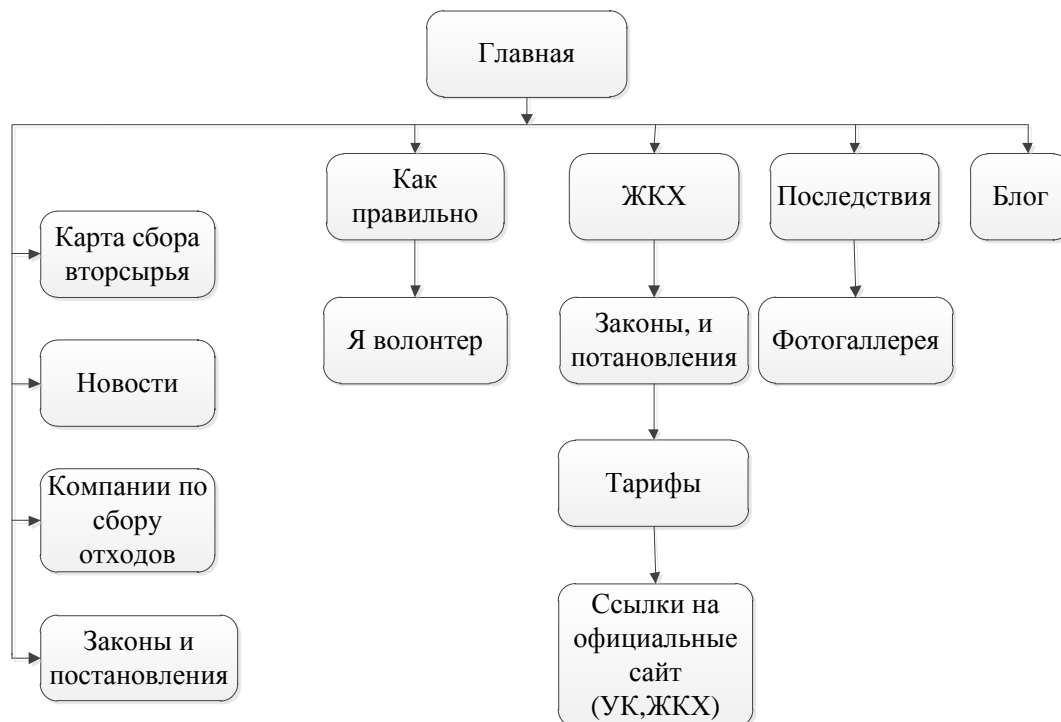 Главная
Как
правильно
ЖКХ
Последствия
Блог
Карта сбора
вторсырья
Я волонтер
Законы, и
потановления
Фотогаллерея
Новости
Тарифы
Компании по
сбору
отходов
Ссылки на
официальные
сайт
(УК,ЖКХ)
Законы и
постановления